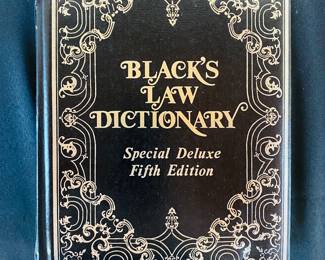 BLACK'S
LAW
DICTIONARY
Special Deluxe
Fifth Edition